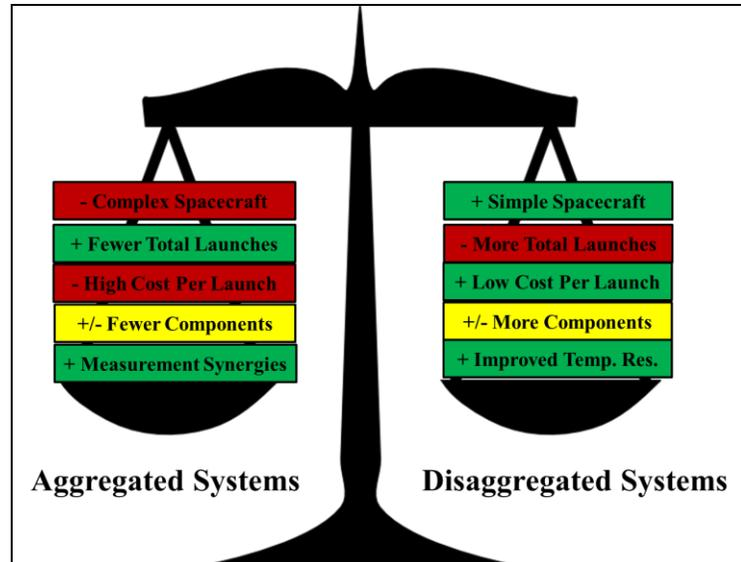 - Complex Spacecraft
+ Fewer Total Launches
- High Cost Per Launch
+/- Fewer Components
+ Measurement Synergies
Aggregated Systems
+ Simple Spacecraft
- More Total Launches
+ Low Cost Per Launch
+/- More Components
+ Improved Temp. Res.
Disaggregated Systems